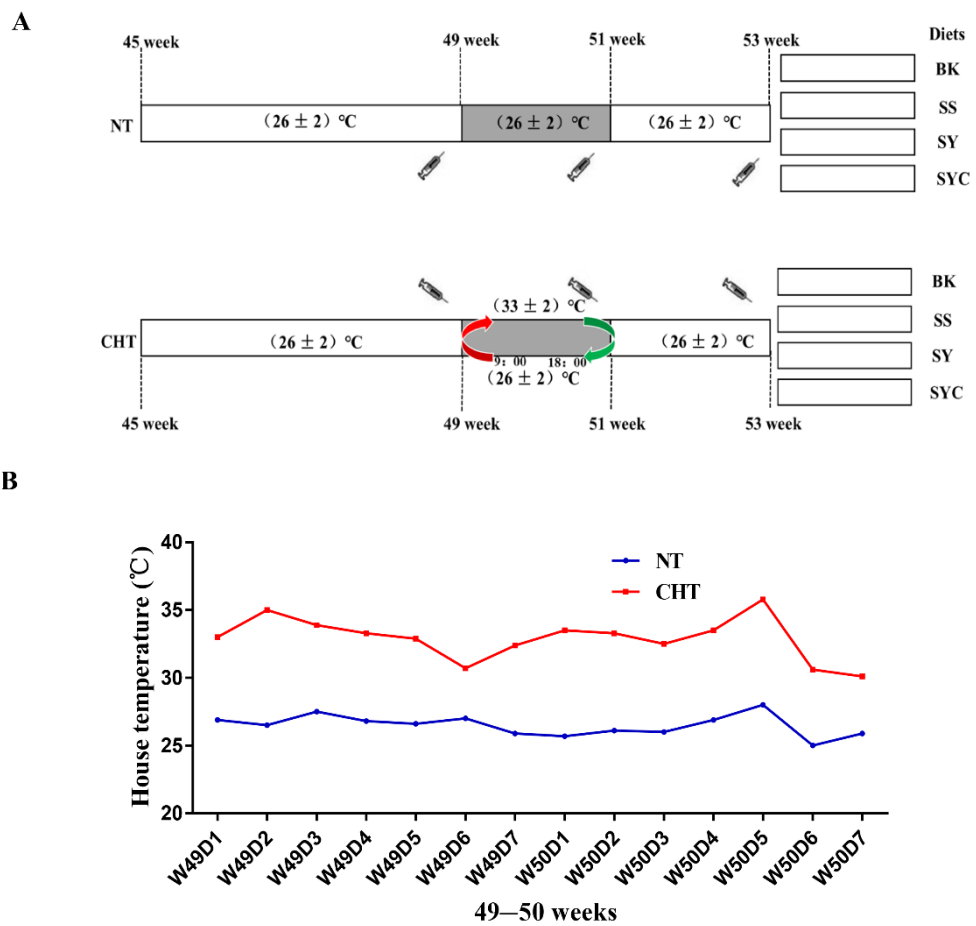 A
45 week 49 week 51 week 53 week Diets
BK
SS
SY
SYC
NT (26 ± 2) ℃ (26 ± 2) ℃ (26 ± 2) ℃
BK
SS
SY
SYC
(33 ± 2) ℃
CHT (26 ± 2) ℃ (26 ± 2) ℃
9: 00 18: 00
(26 ± 2) ℃
45 week 49 week 51 week 53 week
B
House temperature (℃)
40
35
30
25
20
NT
CHT
W49D1 W49D2 W49D3 W49D4 W49D5 W49D6 W49D7 W50D1 W50D2 W50D3 W50D4 W50D5 W50D6 W50D7
49—50 weeks